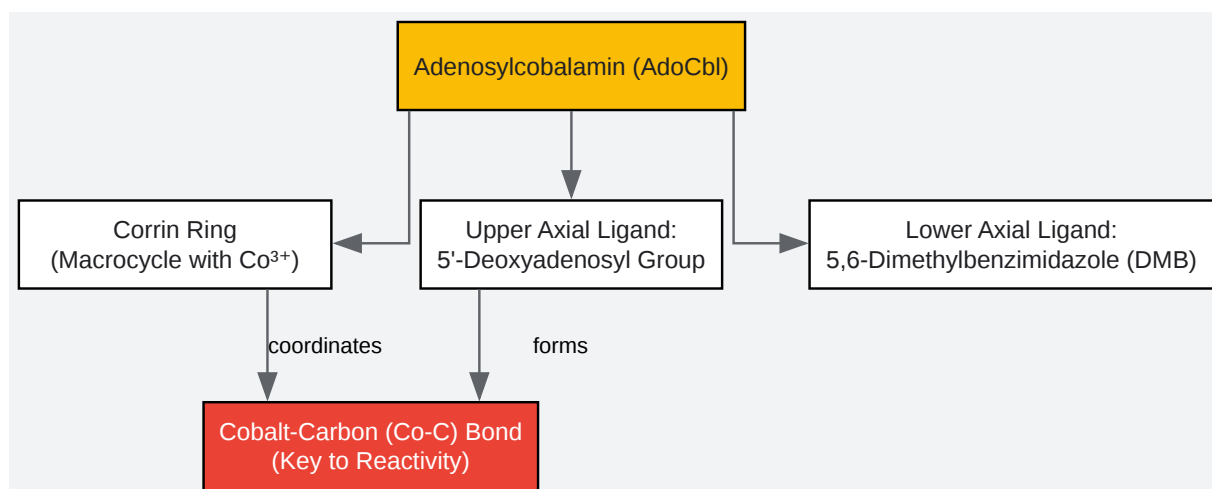 Adenosylcobalamin (AdoCbl)
Corrin Ring
(Macrocycle with Co³⁺)
Upper Axial Ligand:
5'-Deoxyadenosyl Group
Lower Axial Ligand:
5,6-Dimethylbenzimidazole (DMB)
coordinates
forms
Cobalt-Carbon (Co-C) Bond
(Key to Reactivity)